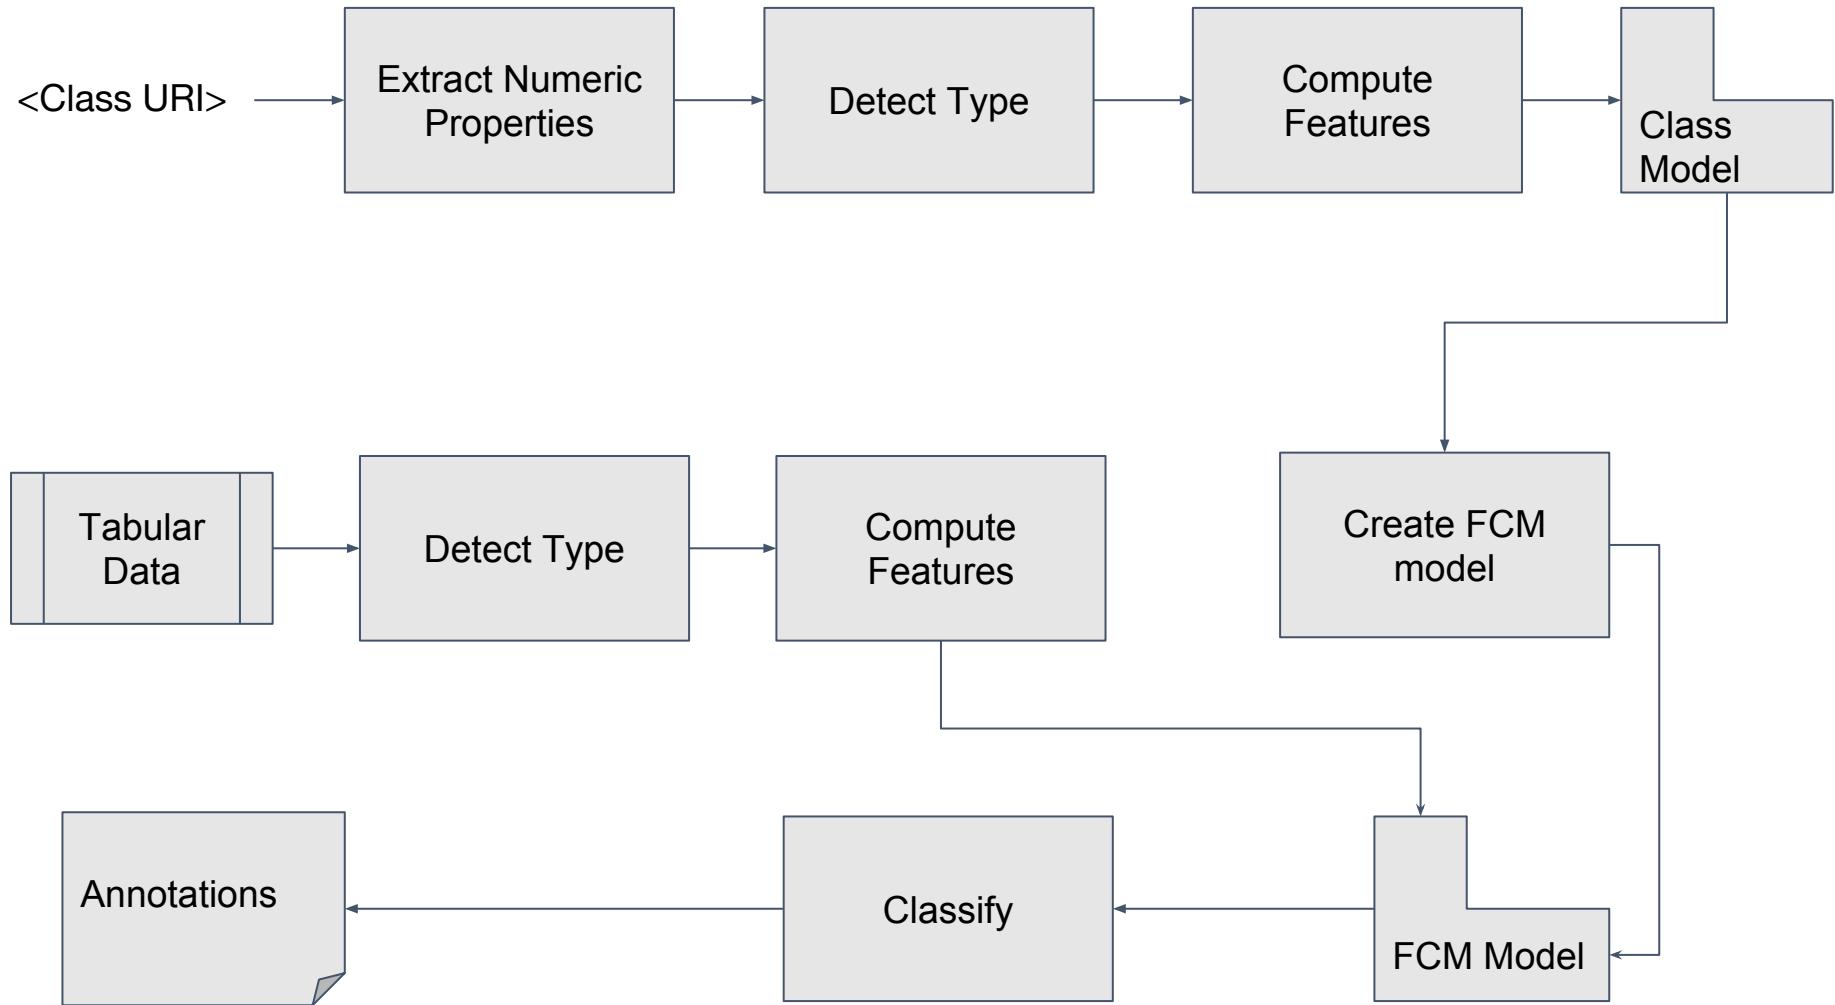 <Class URI>
Extract Numeric
Properties
Detect Type
Compute
Features
Class
Model
Tabular
Data
Detect Type
Compute
Features
Create FCM
model
Annotations
Classify
FCM Model